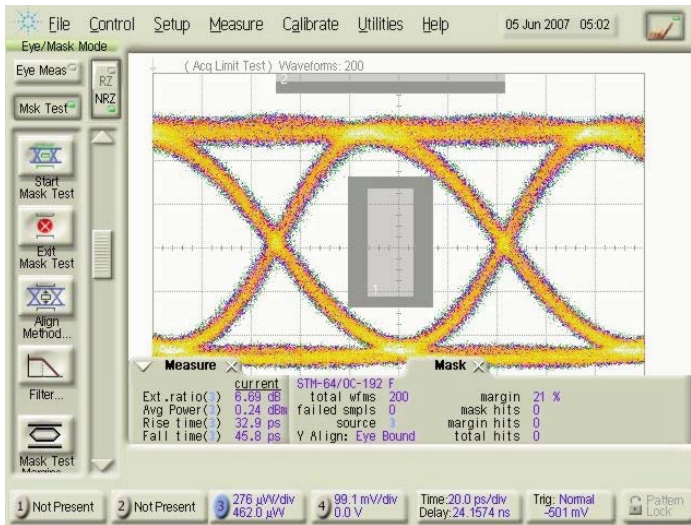 File Control Setup Measure Calibrate Utilities Help 05 Jun 2007 05:02
Eye/Mask Mode
Eye Meas
RZ
NRZ
Msk Test
(Acq Limit Test) Waveforms: 200
2
1
Start
Mask Test
Exit
Mask Test
Align
Method...
Filter...
Mask Test
Margins...
Measure
current
Ext.ratio(3) 6.69 dB
Avg Power(3) 0.24 dBm
Rise time(3) 32.9 ps
Fall time(3) 45.8 ps
Mask
STM-64/OC-192 F
total wfms 200
failed smpls 0
source 3
Y Align: Eye Bound
margin 21 %
mask hits 0
margin hits 0
total hits 0
1) Not Present
2) Not Present
3) 276 µW/div
462.0 µW
4) 99.1 mV/div
0.0 V
Time:20.0 ps/div
Delay:24.1574 ns
Trig: Normal
-501 mV
Pattern
Lock